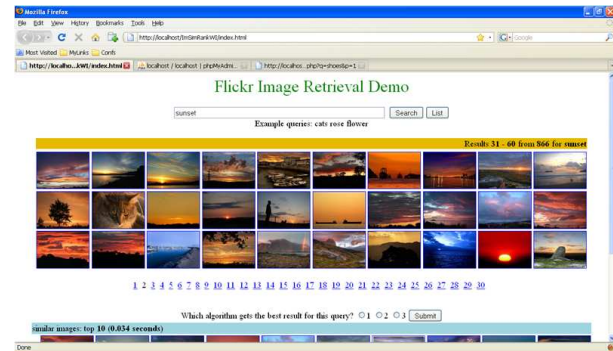 Mozilla Firefox
File Edit View History Bookmarks Tools Help
http://localhost/ImSimRankWI/index.html
Google
Most Visited MyLinks Confs
http://localho...kWI/index.html
localhost / localhost | phpMyAdmi...
http://localhos...php?q=shoes&p=1
Flickr Image Retrieval Demo
sunset Search List
Example queries: cats rose flower
Results 31 - 60 from 866 for sunset
1 2 3 4 5 6 7 8 9 10 11 12 13 14 15 16 17 18 19 20 21 22 23 24 25 26 27 28 29 30
Which algorithm gets the best result for this query? 1 2 3 Submit
similar images: top 10 (0.034 seconds)
Done